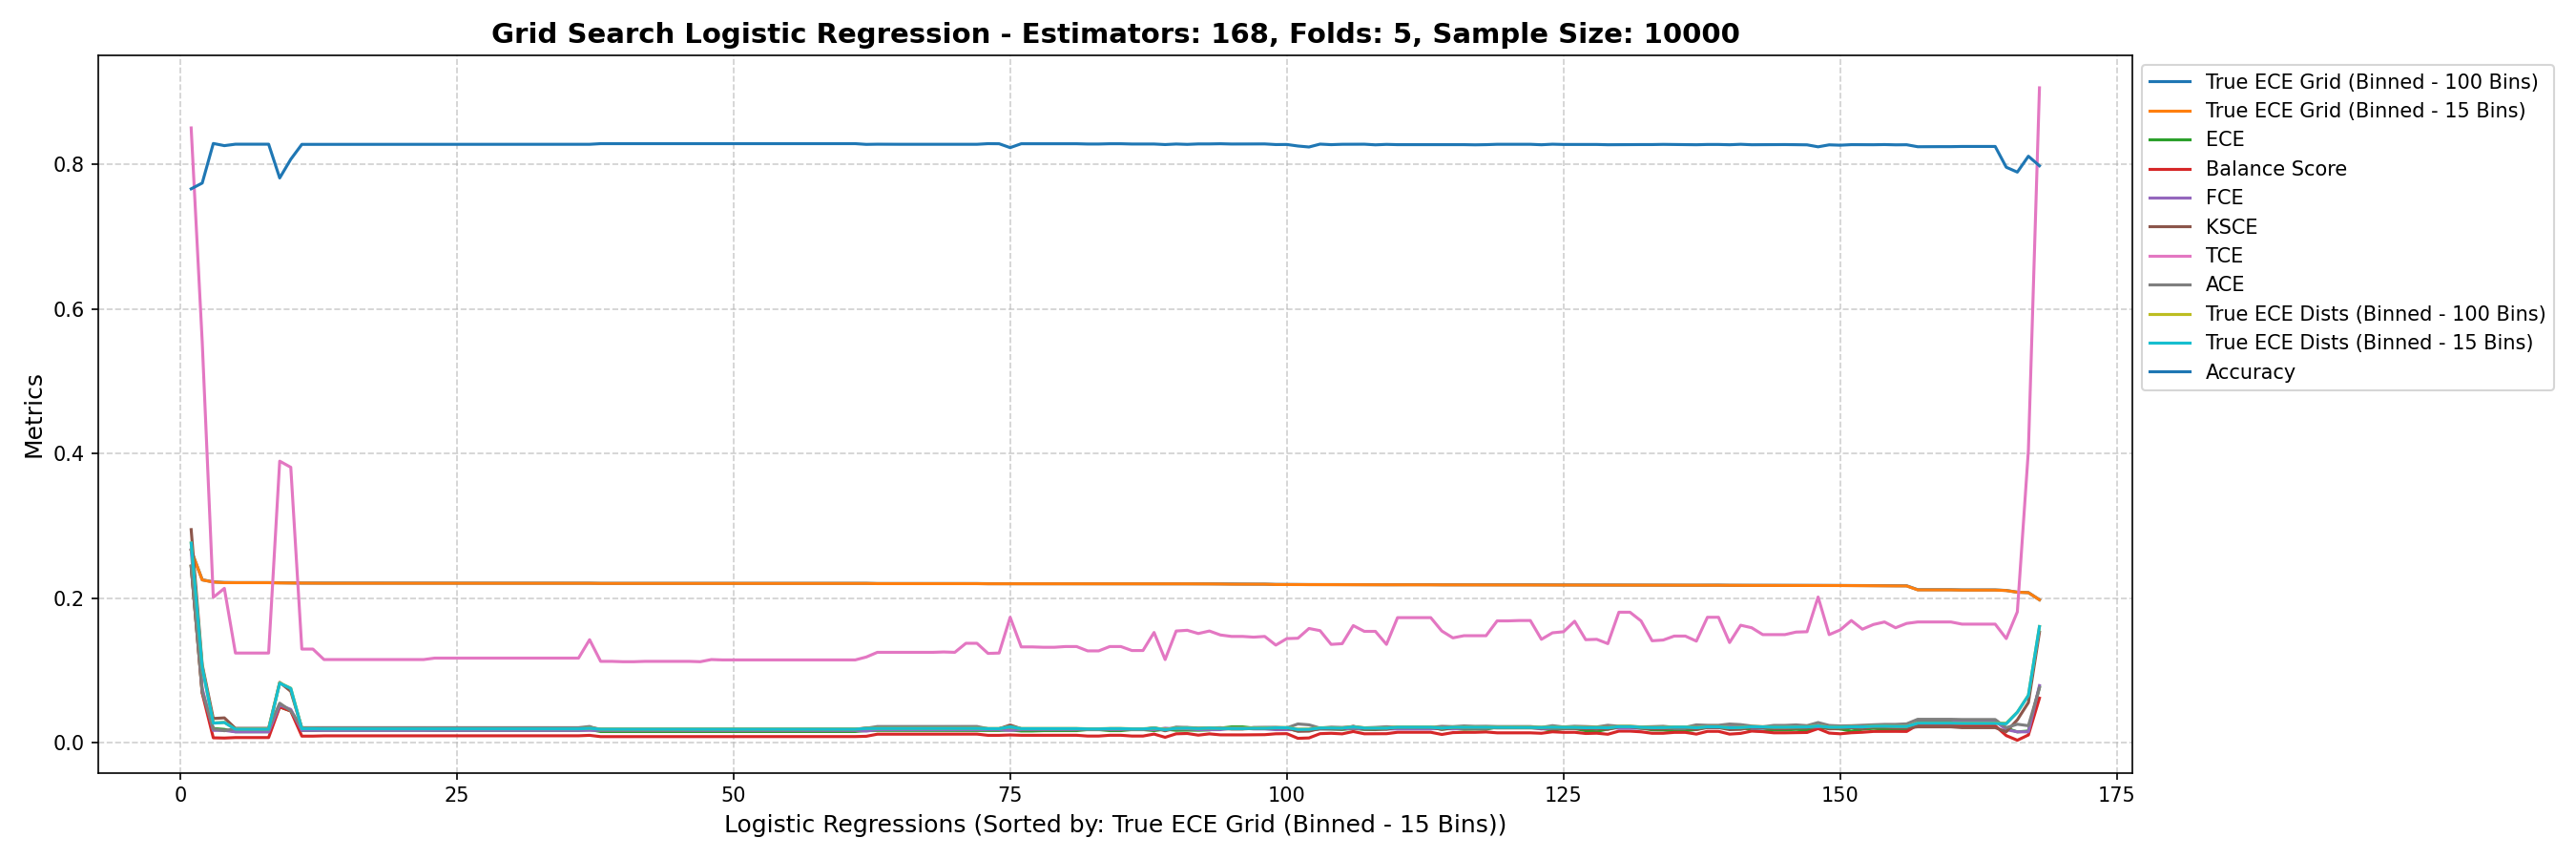 Grid Search Logistic Regression - Estimators: 168, Folds: 5, Sample Size: 10000
True ECE Grid (Binned - 100 Bins)
True ECE Grid (Binned - 15 Bins)
ECE
Balance Score
FCE
KSCE
TCE
ACE
True ECE Dists (Binned - 100 Bins)
True ECE Dists (Binned - 15 Bins)
Accuracy
Metrics
0.8
0.6
0.4
0.2
0.0
0 25 50 75 100 125 150 175
Logistic Regressions (Sorted by: True ECE Grid (Binned - 15 Bins))